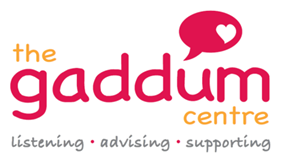 the
gaddum
centre
listening • advising • supporting